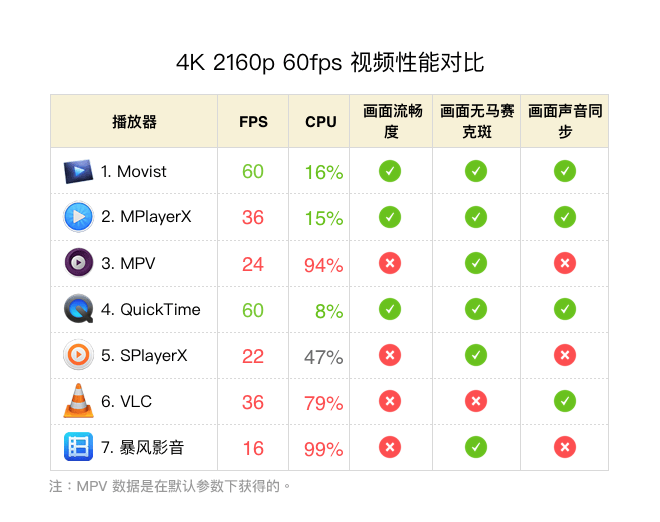 4K 2160p 60fps 视频性能对比
播放器 FPS CPU 画面流畅度 画面无马赛克斑 画面声音同步
1. Movist 60 16%
2. MPlayerX 36 15%
3. MPV 24 94%
4. QuickTime 60 8%
5. SPlayerX 22 47%
6. VLC 36 79%
7. 暴风影音 16 99%
注：MPV 数据是在默认参数下获得的。